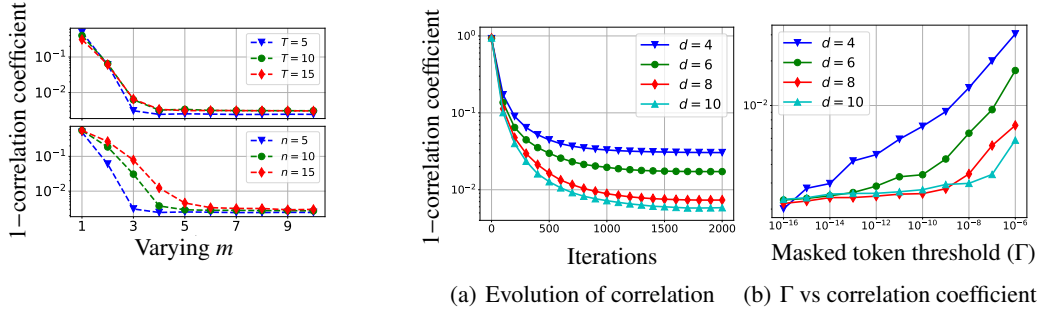 1−correlation coefficient
10⁻¹
10⁻²
T = 5
T = 10
T = 15
10⁻¹
10⁻²
n = 5
n = 10
n = 15
1 3 5 7 9
Varying m
1−correlation coefficient
10⁰
10⁻¹
10⁻²
d = 4
d = 6
d = 8
d = 10
0 500 1000 1500 2000
Iterations
(a) Evolution of correlation
10⁻²
d = 4
d = 6
d = 8
d = 10
10⁻¹⁶ 10⁻¹⁴ 10⁻¹² 10⁻¹⁰ 10⁻⁸ 10⁻⁶
Masked token threshold (Γ)
(b) Γ vs correlation coefficient